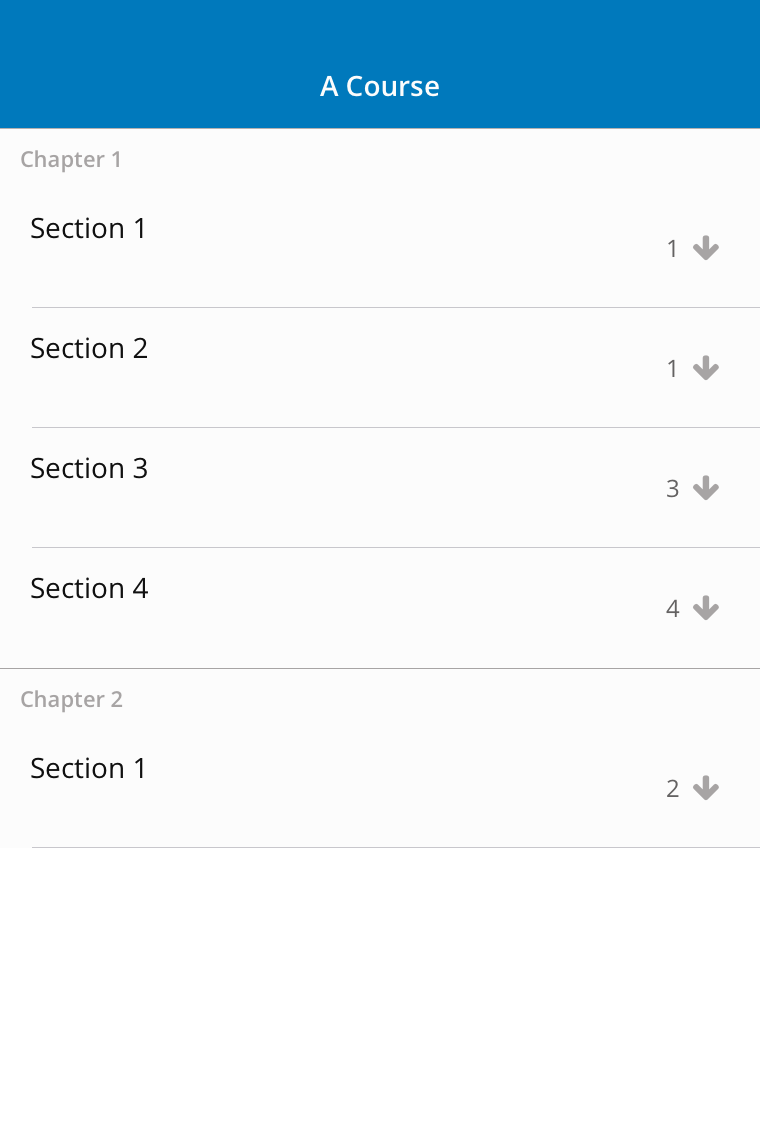 A Course
Chapter 1
Section 1
1
Section 2
1
Section 3
3
Section 4
4
Chapter 2
Section 1
2